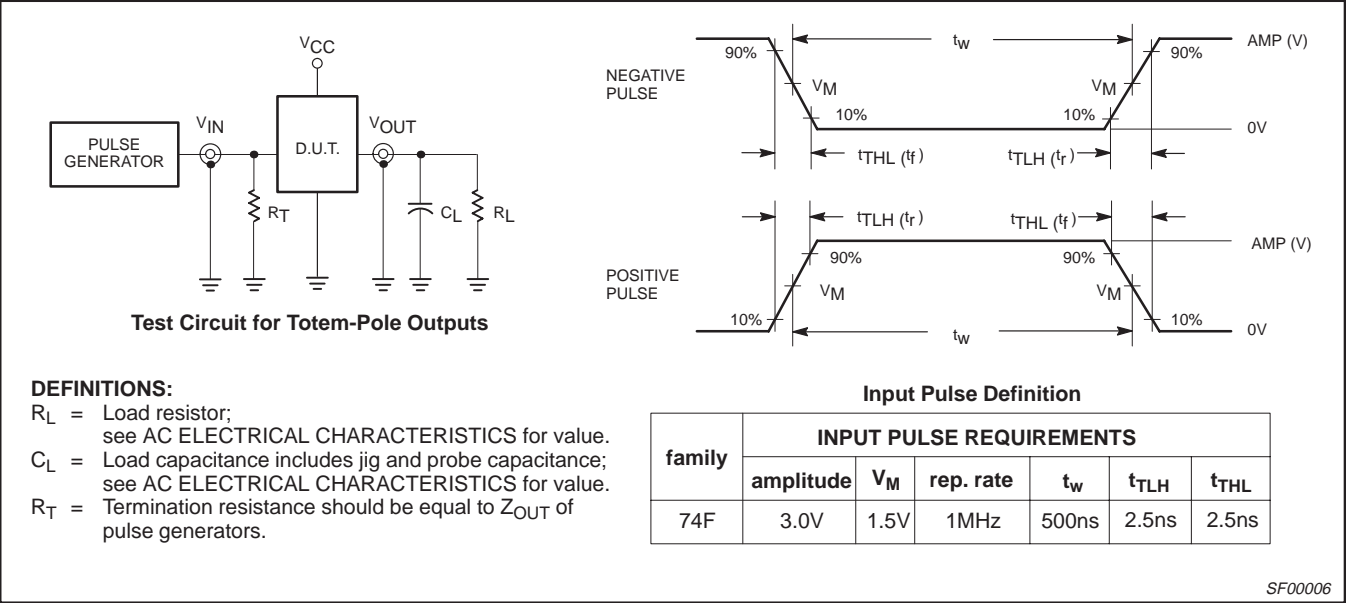 VCC
PULSE
GENERATOR
VIN
D.U.T.
VOUT
RT
CL
RL
Test Circuit for Totem-Pole Outputs
NEGATIVE
PULSE
90%
tW
90%
AMP (V)
VM
VM
10%
10%
0V
tTHL (tf)
tTLH (tr)
tTLH (tr)
tTHL (tf)
AMP (V)
POSITIVE
PULSE
90%
90%
VM
VM
10%
10%
tW
0V
Input Pulse Definition
DEFINITIONS:
RL = Load resistor;
see AC ELECTRICAL CHARACTERISTICS for value.
CL = Load capacitance includes jig and probe capacitance;
see AC ELECTRICAL CHARACTERISTICS for value.
RT = Termination resistance should be equal to ZOUT of
pulse generators.
family
INPUT PULSE REQUIREMENTS
amplitude VM rep. rate tw tTLH tTHL
74F 3.0V 1.5V 1MHz 500ns 2.5ns 2.5ns
SF00006